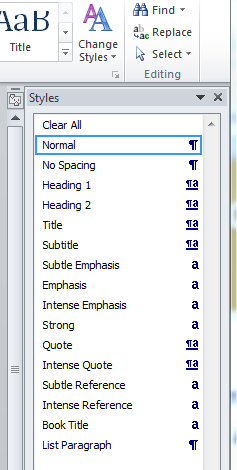 AaB
Title
Change
Styles
Find
Replace
Select
Editing
Styles
Clear All
Normal ¶
No Spacing ¶
Heading 1 ¶a
Heading 2 ¶a
Title ¶a
Subtitle ¶a
Subtle Emphasis a
Emphasis a
Intense Emphasis a
Strong a
Quote ¶a
Intense Quote ¶a
Subtle Reference a
Intense Reference a
Book Title a
List Paragraph ¶